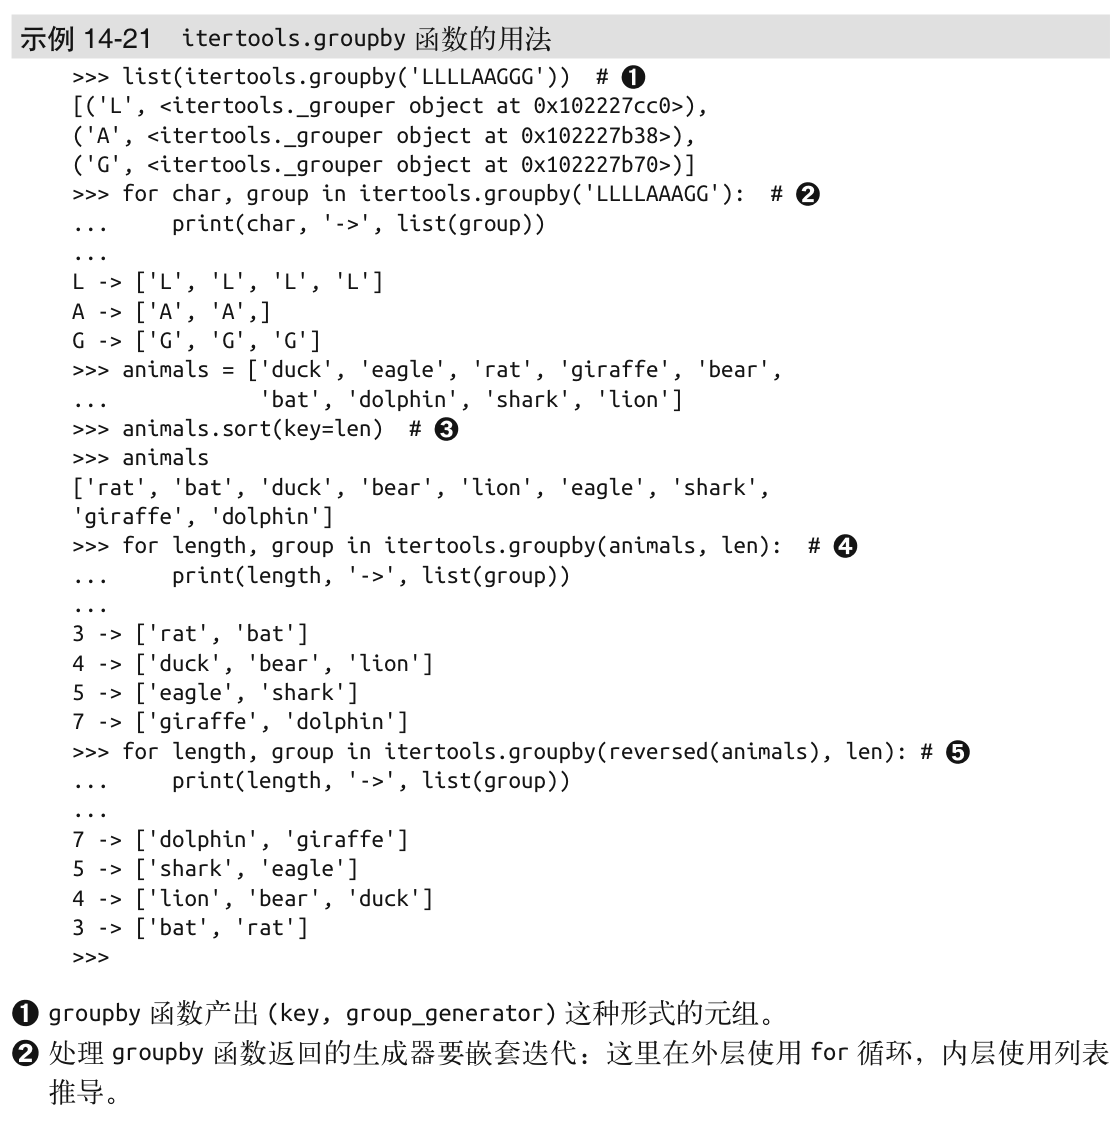 示例 14-21 itertools.groupby 函数的用法
>>> list(itertools.groupby('LLLLAAGGG'))  # ❶
[('L', <itertools._grouper object at 0x102227cc0>),
('A', <itertools._grouper object at 0x102227b38>),
('G', <itertools._grouper object at 0x102227b70>)]
>>> for char, group in itertools.groupby('LLLLAAAGG'):  # ❷
...     print(char, '->', list(group))
...
L -> ['L', 'L', 'L', 'L']
A -> ['A', 'A',]
G -> ['G', 'G', 'G']
>>> animals = ['duck', 'eagle', 'rat', 'giraffe', 'bear',
...            'bat', 'dolphin', 'shark', 'lion']
>>> animals.sort(key=len)  # ❸
>>> animals
['rat', 'bat', 'duck', 'bear', 'lion', 'eagle', 'shark',
'giraffe', 'dolphin']
>>> for length, group in itertools.groupby(animals, len):  # ❹
...     print(length, '->', list(group))
...
3 -> ['rat', 'bat']
4 -> ['duck', 'bear', 'lion']
5 -> ['eagle', 'shark']
7 -> ['giraffe', 'dolphin']
>>> for length, group in itertools.groupby(reversed(animals), len): # ❺
...     print(length, '->', list(group))
...
7 -> ['dolphin', 'giraffe']
5 -> ['shark', 'eagle']
4 -> ['lion', 'bear', 'duck']
3 -> ['bat', 'rat']
>>>
❶ groupby 函数产出 (key, group_generator) 这种形式的元组。
❷ 处理 groupby 函数返回的生成器要嵌套迭代：这里在外层使用 for 循环，内层使用列表
推导。